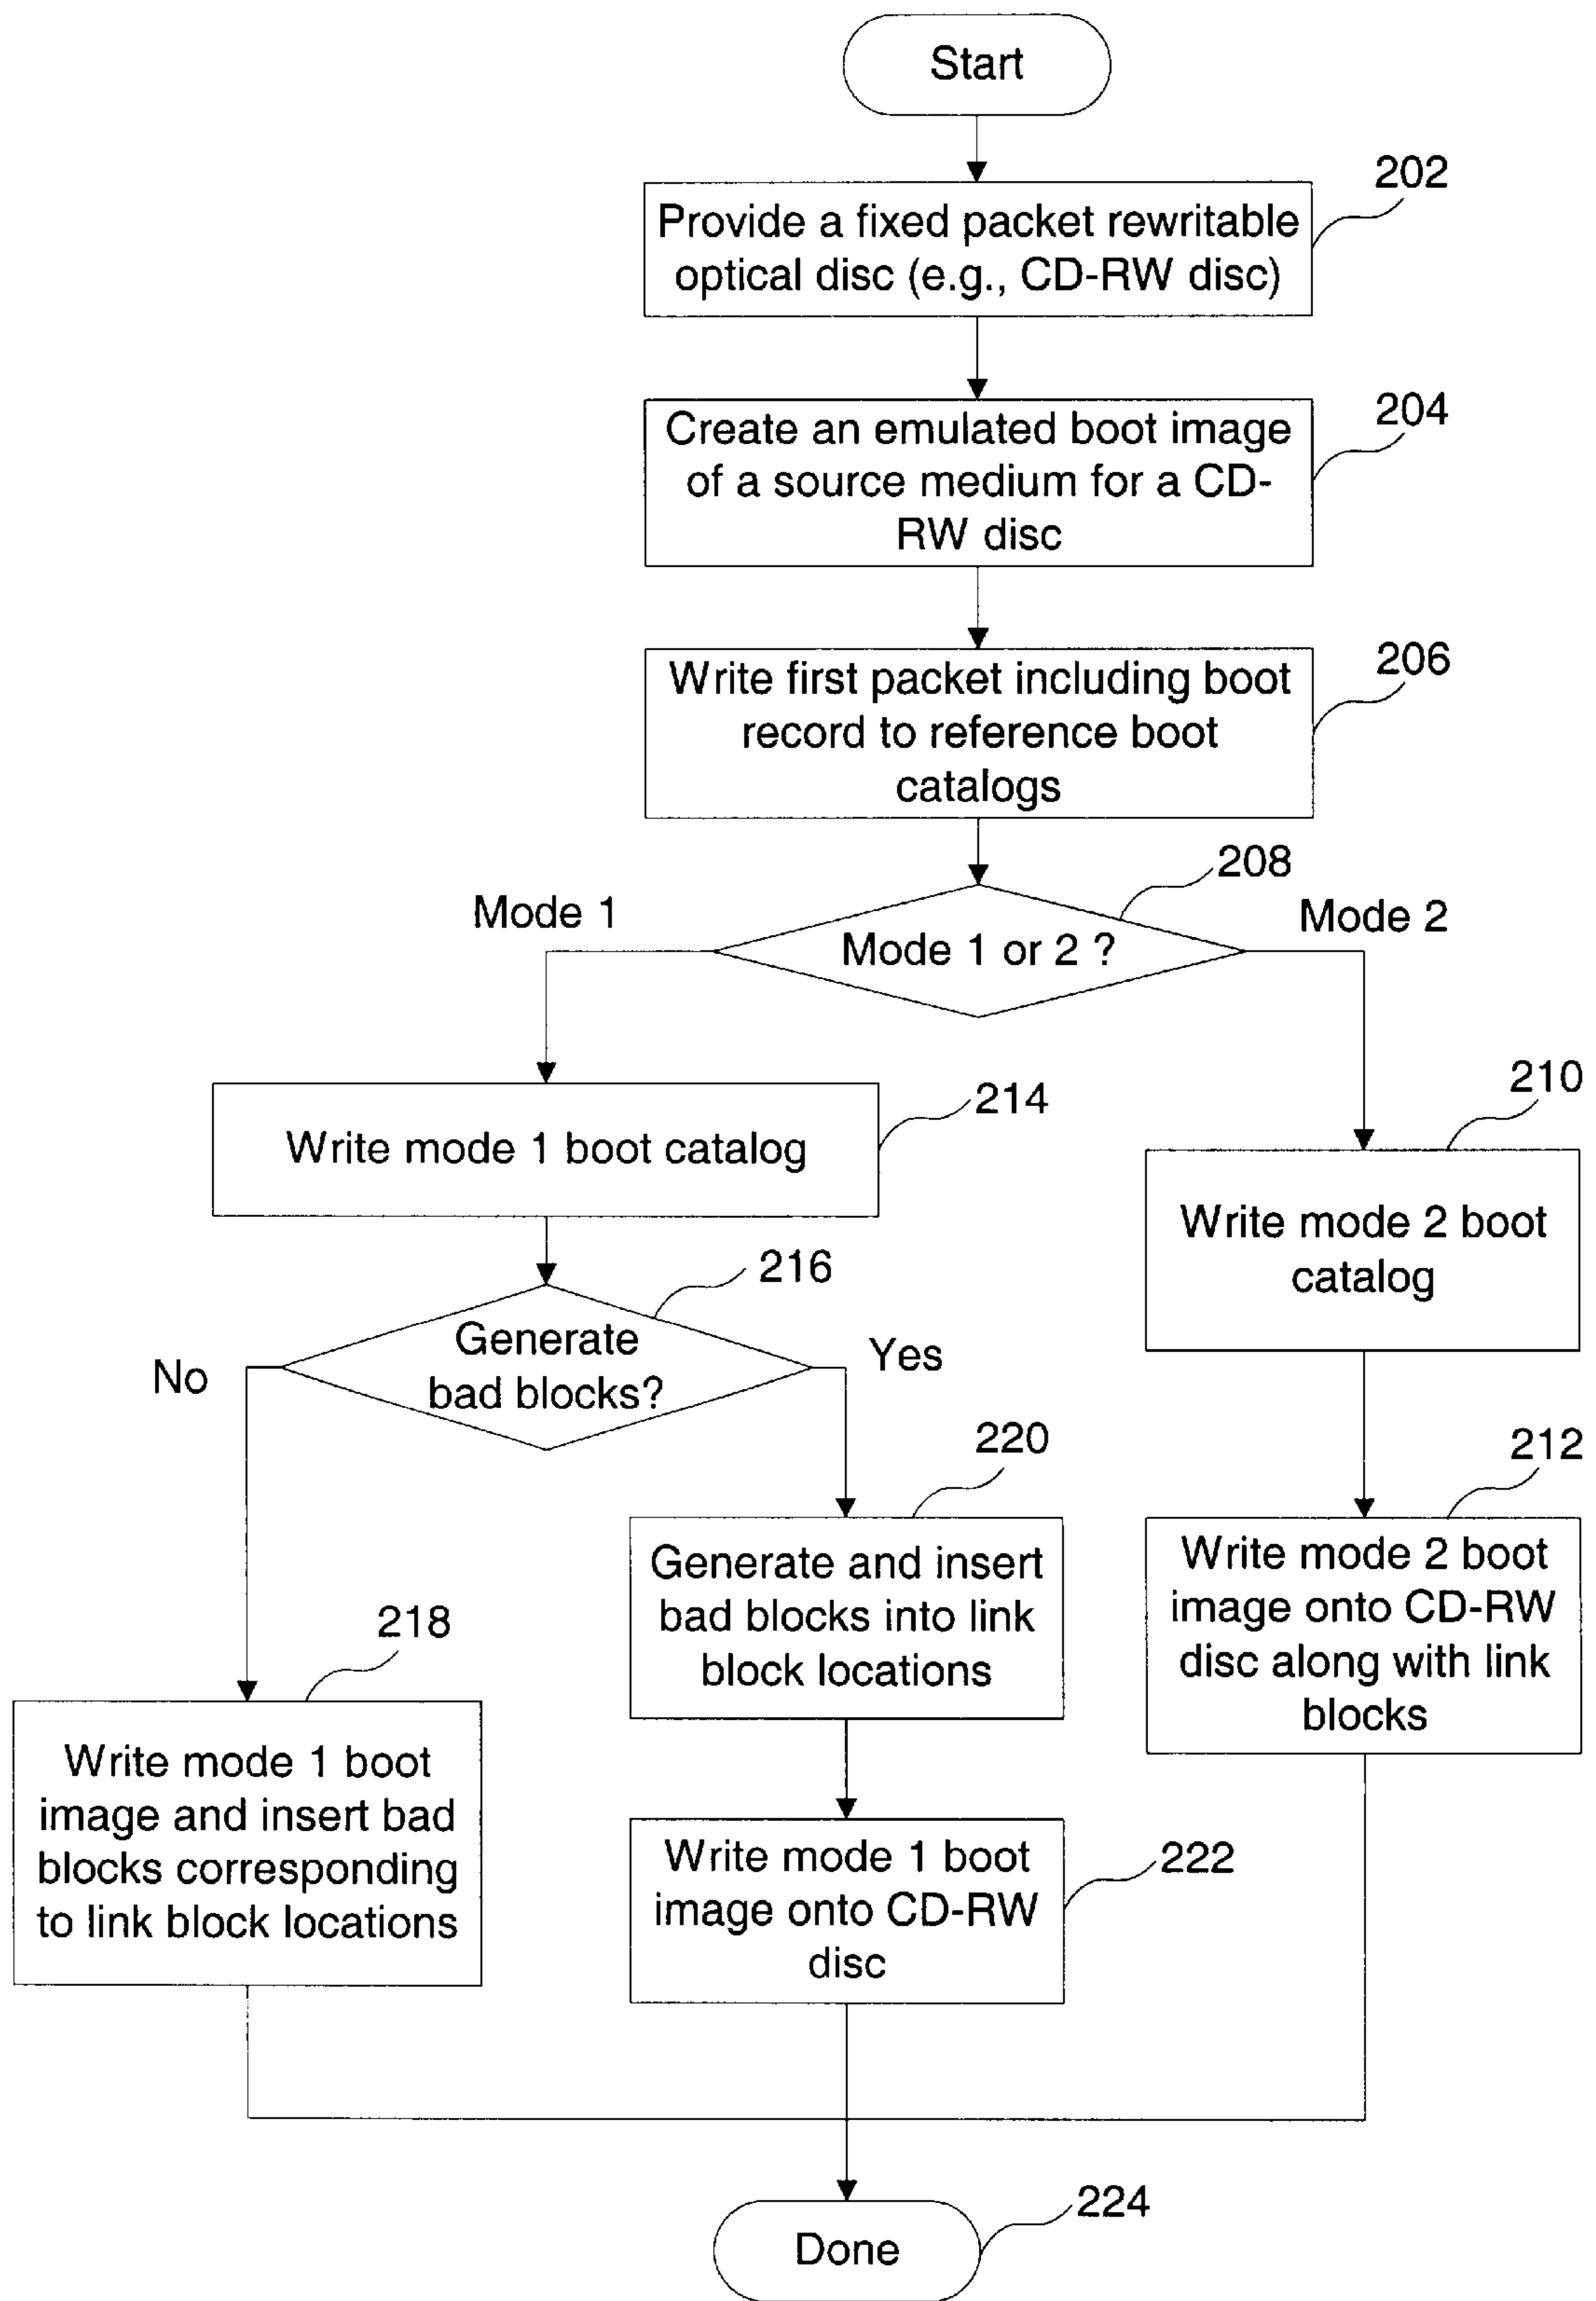 Start
202
Provide a fixed packet rewritable
optical disc (e.g., CD-RW disc)
204
Create an emulated boot image
of a source medium for a CD-
RW disc
206
Write first packet including boot
record to reference boot
catalogs
208
Mode 1
Mode 2
Mode 1 or 2 ?
214
Write mode 1 boot catalog
210
Write mode 2 boot
catalog
216
Generate
bad blocks?
No
Yes
220
Generate and insert
bad blocks into link
block locations
212
Write mode 2 boot
image onto CD-RW
disc along with link
blocks
218
Write mode 1 boot
image and insert bad
blocks corresponding
to link block locations
222
Write mode 1 boot
image onto CD-RW
disc
224
Done